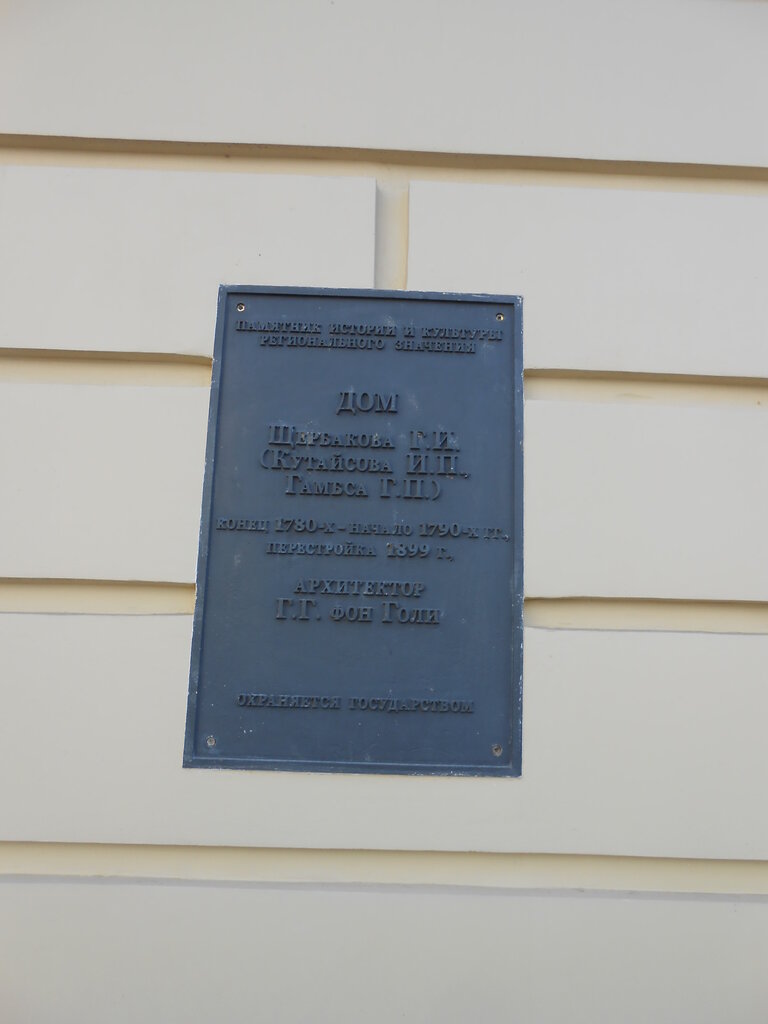 ПАМЯТНИК ИСТОРИИ И КУЛЬТУРЫ
РЕГИОНАЛЬНОГО ЗНАЧЕНИЯ
ДОМ
ЩЕРБАКОВА Г.И.
(КУТАЙСОВА И.П.,
ГАМБСА Г.П.)
КОНЕЦ 1780-Х – НАЧАЛО 1790-Х ГГ.,
ПЕРЕСТРОЙКА 1899 Г.,
АРХИТЕКТОР
Г.Г. ФОН ГОЛИ
ОХРАНЯЕТСЯ ГОСУДАРСТВОМ